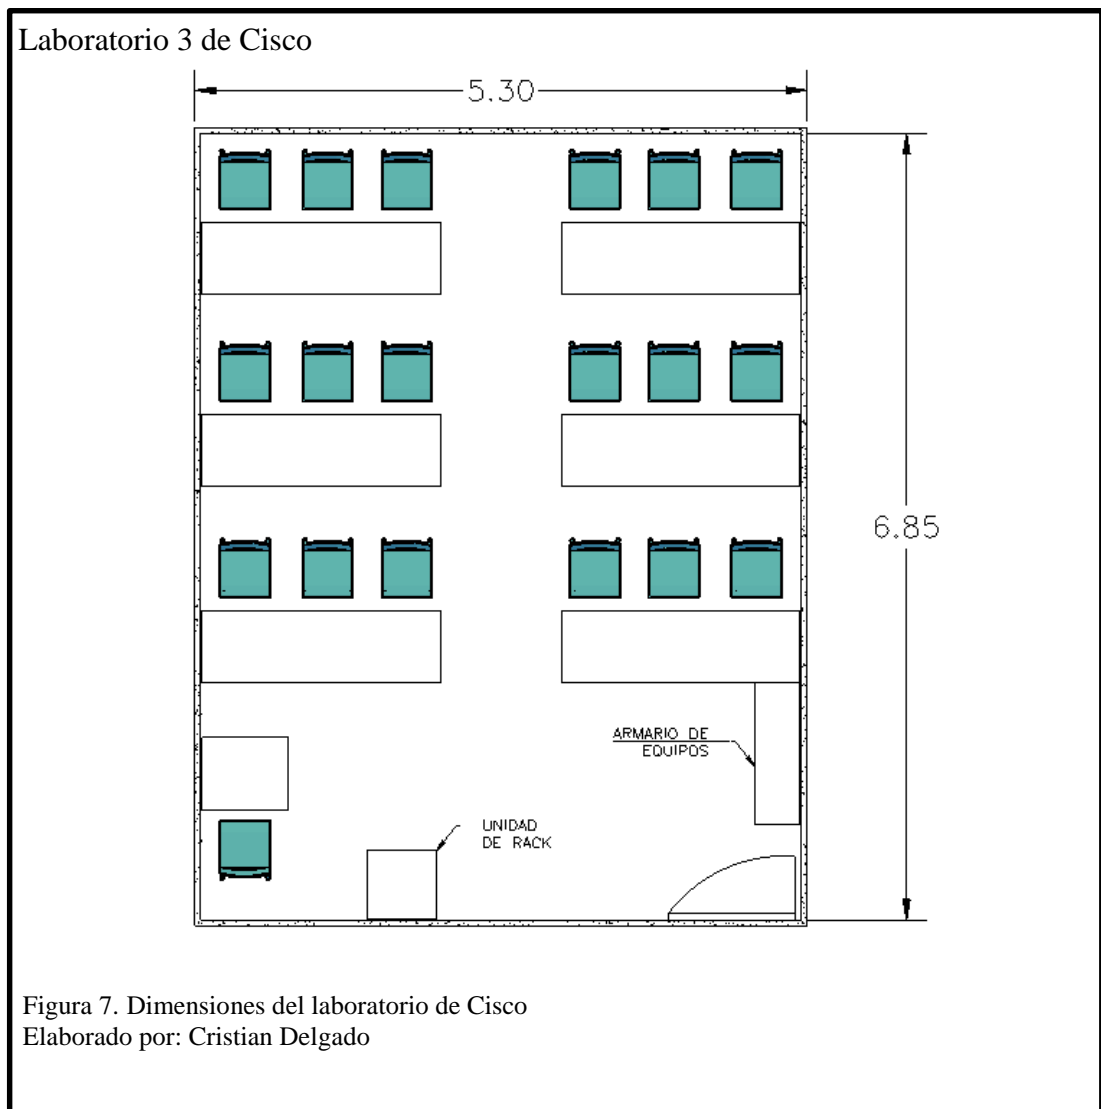 Laboratorio 3 de Cisco
5.30
6.85
ARMARIO DE
EQUIPOS
UNIDAD
DE RACK
Figura 7. Dimensiones del laboratorio de Cisco
Elaborado por: Cristian Delgado